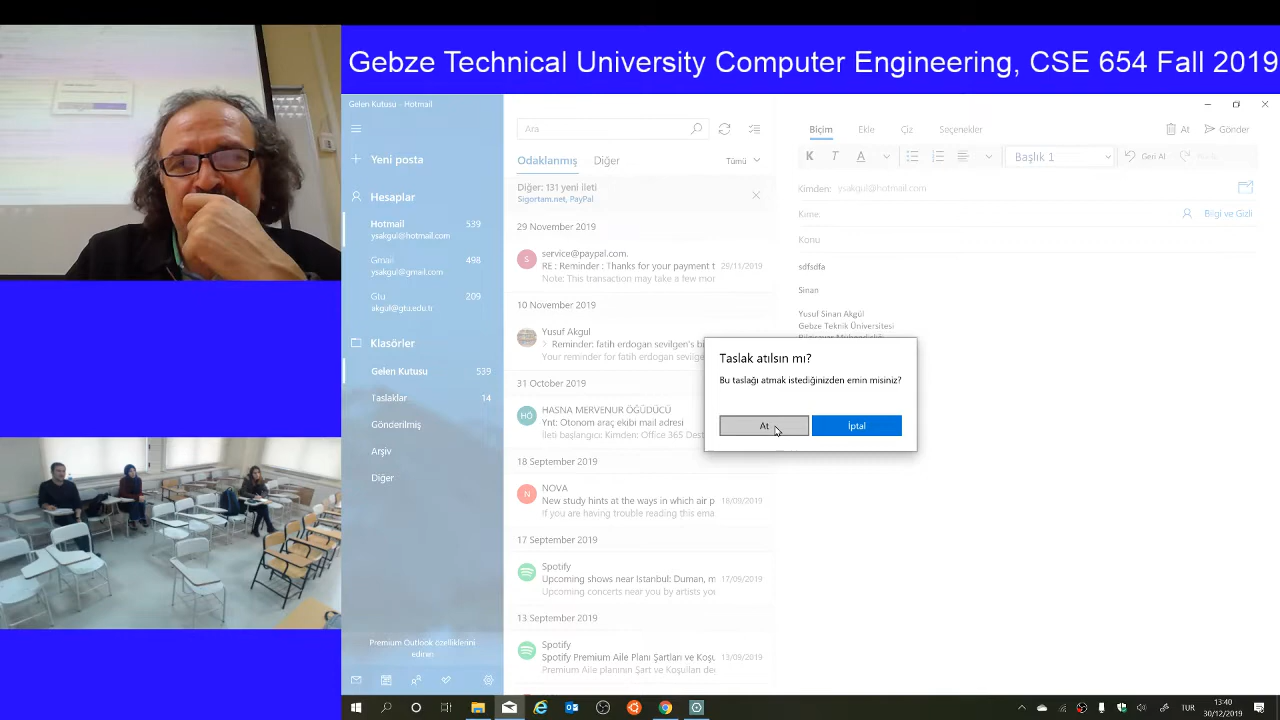 Gebze Technical University Computer Engineering, CSE 654 Fall 2019
Gelen Kutusu - Hotmail
Yeni posta
Hesaplar
Hotmail 539
ysakgul@hotmail.com
Gmail 498
ysakgul@gmail.com
Gtu 209
akgul@gtu.edu.tr
Klasörler
Gelen Kutusu 539
Taslaklar 14
Gönderilmiş
Arşiv
Diğer
Premium Outlook özelliklerini
edinin
Ara
Odaklanmış Diğer Tümü
Diğer: 131 yeni ileti
Sigortam.net, PayPal
29 November 2019
S
service@paypal.com.
RE : Reminder : Thanks for your payment t 29/11/2019
Note: This transaction may take a few mor
10 November 2019
Yusuf Akgul
Reminder: fatih erdogan sevilgen's bi
Your reminder for fatih erdogan sevilge
31 October 2019
HÖ
HASNA MERVENUR ÖĞÜDÜCÜ
Ynt: Otonom araç ekibi mail adresi
İleti başlangıcı: Kimden: Office 365 Dest
18 September 2019
N
NOVA
New study hints at the ways in which air p 18/09/2019
If you are having trouble reading this ema
17 September 2019
Spotify
Upcoming shows near Istanbul: Duman, m 17/09/2019
Upcoming concerts near you by artists you
13 September 2019
Spotify
Spotify Premium Aile Planı Şartları ve Koşu 13/09/2019
Premium Aile planının Şart ve Koşulları de
Biçim Ekle Çiz Seçenekler At Gönder
K T A Başlık 1 Geri Al
Kimden: ysakgul@hotmail.com
Kime: Bilgi ve Gizli
Konu
sdfsdfa
Sinan
Yusuf Sinan Akgül
Gebze Teknik Üniversitesi
Bilgisayar Mühendisliği
Taslak atılsın mı?
Bu taslağı atmak istediğinizden emin misiniz?
At İptal
TUR
13:40
30/12/2019